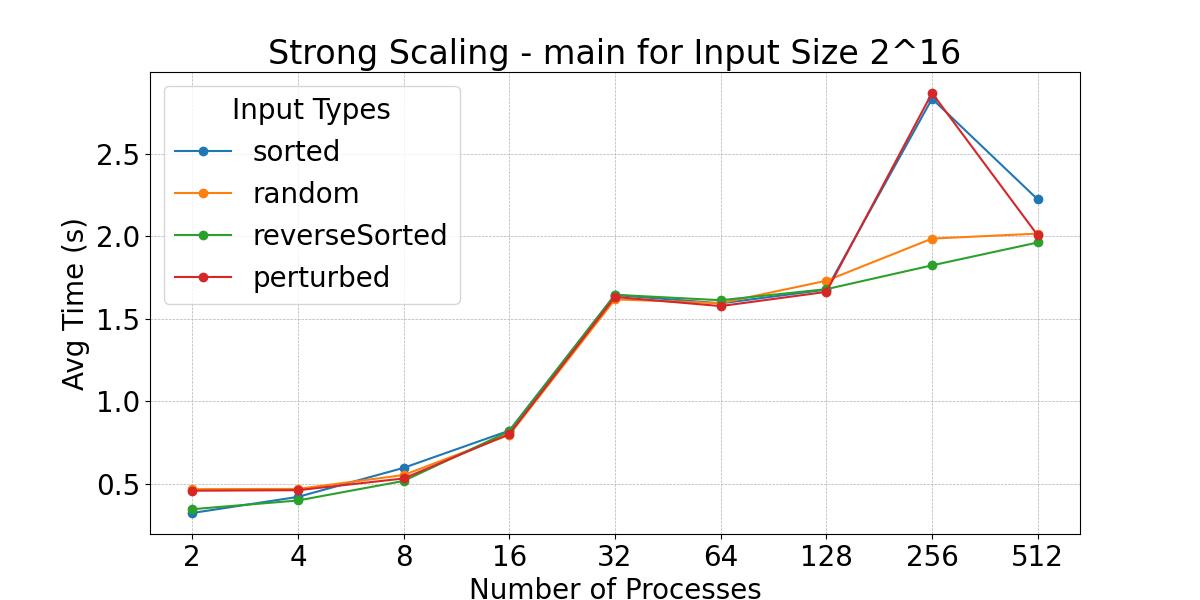 Strong Scaling - main for Input Size 2^16
Input Types
sorted
random
reverseSorted
perturbed
Avg Time (s)
2.5
2.0
1.5
1.0
0.5
2 4 8 16 32 64 128 256 512
Number of Processes